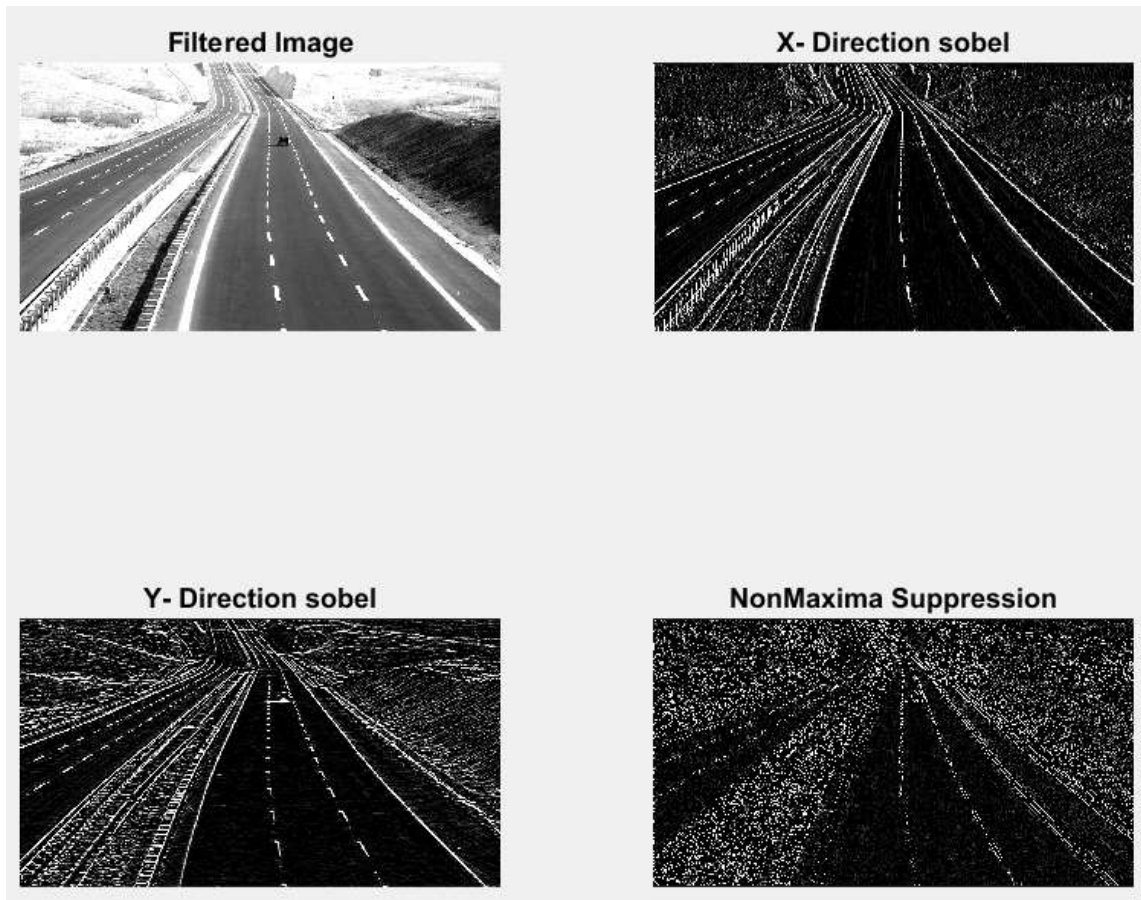 Filtered Image
X- Direction sobel
Y- Direction sobel
NonMaxima Suppression